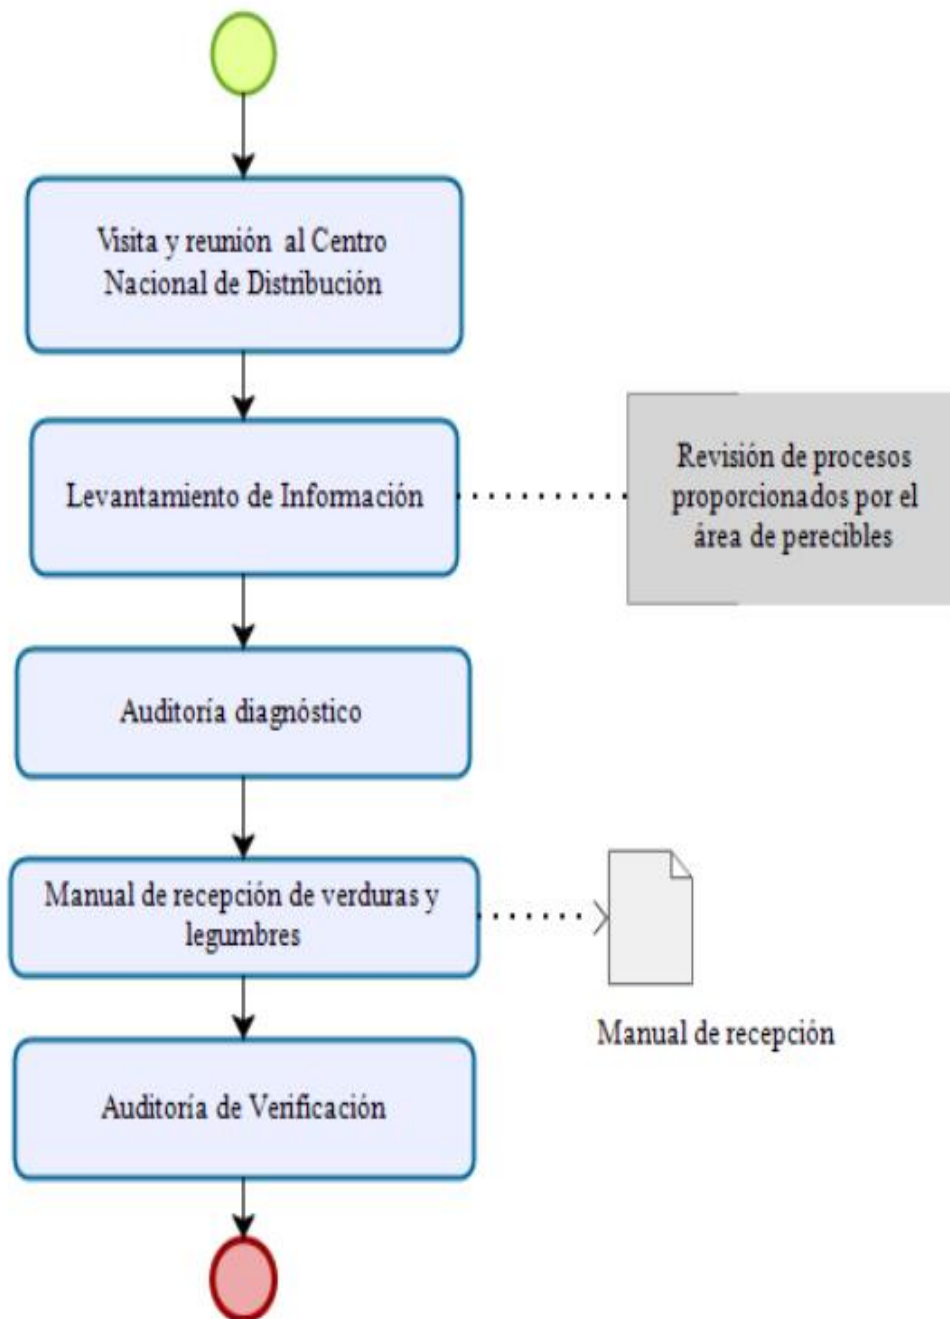 Visita y reunión al Centro
Nacional de Distribución
Levantamiento de Información
Revisión de procesos
proporcionados por el
área de perecibles
Auditoría diagnóstico
Manual de recepción de verduras y
legumbres
Manual de recepción
Auditoría de Verificación